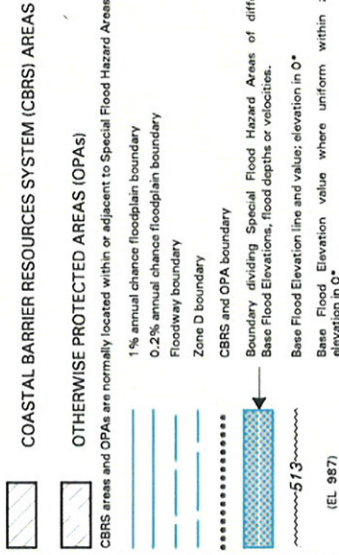 COASTAL BARRIER RESOURCES SYSTEM (CBRS) AREAS
OTHERWISE PROTECTED AREAS (OPAs)
CBRS areas and OPAs are normally located within or adjacent to Special Flood Hazard Areas
1% annual chance floodplain boundary
0.2% annual chance floodplain boundary
Floodway boundary
Zone D boundary
CBRS and OPA boundary
Boundary dividing Special Flood Hazard Areas of
Base Flood Elevations, flood depths or velocities.
513
Base Flood Elevation line and value; elevation in 0*
(EL 987)
Base Flood Elevation value where uniform within
elevation in 0*